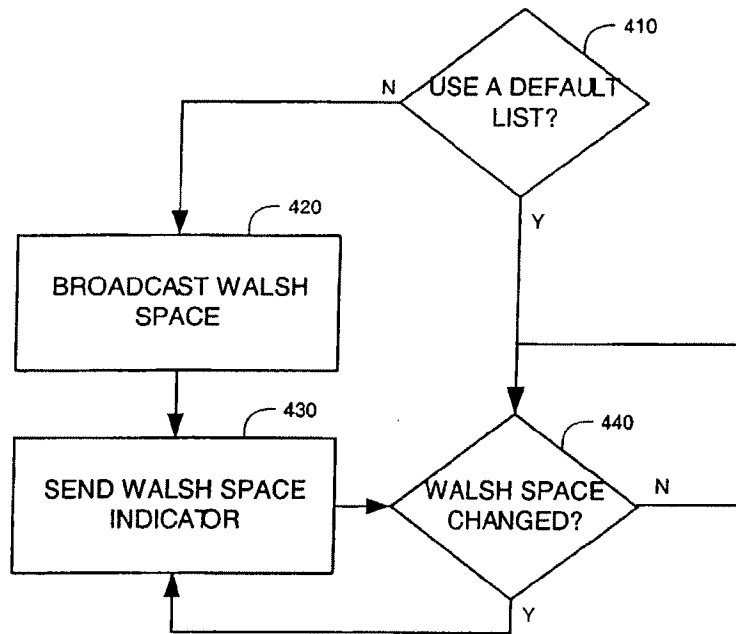 410
USE A DEFAULT
LIST?
N
Y
420
BROADCAST WALSH
SPACE
430
SEND WALSH SPACE
INDICATOR
440
WALSH SPACE
CHANGED?
N
Y